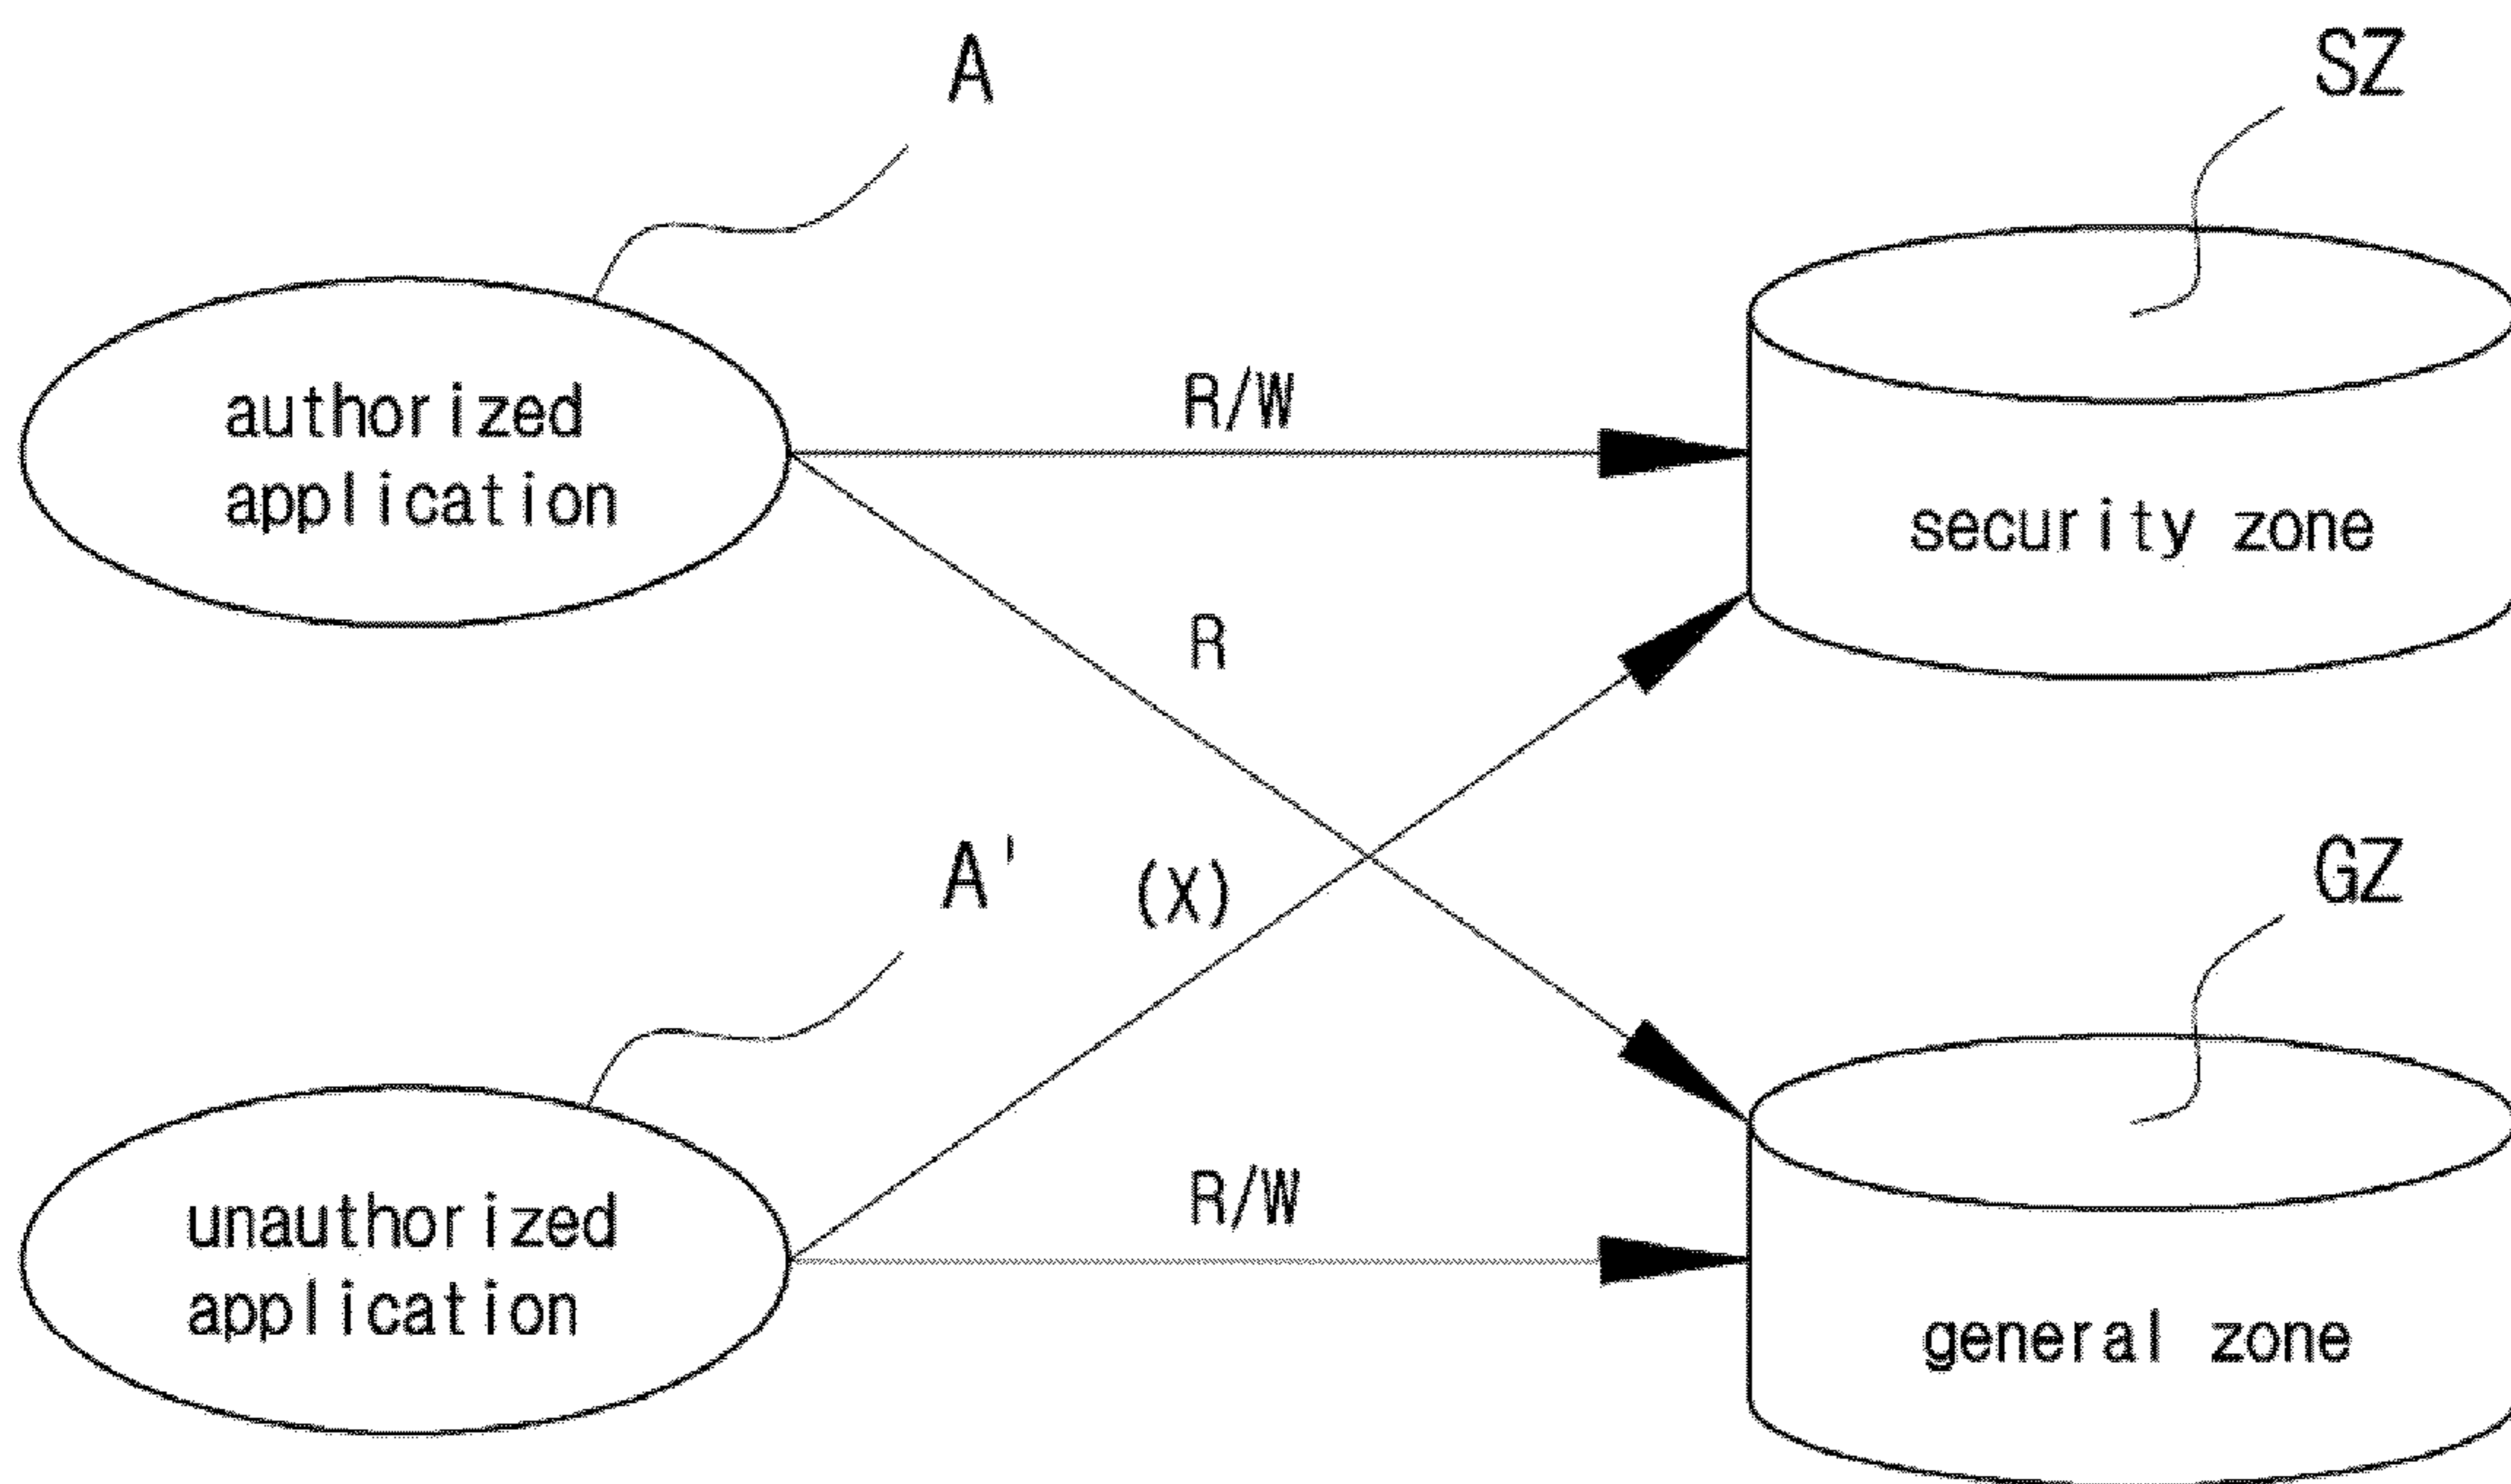 A
SZ
authorized
application
R/W
security zone
R
A'
(X)
GZ
unauthorized
application
R/W
general zone